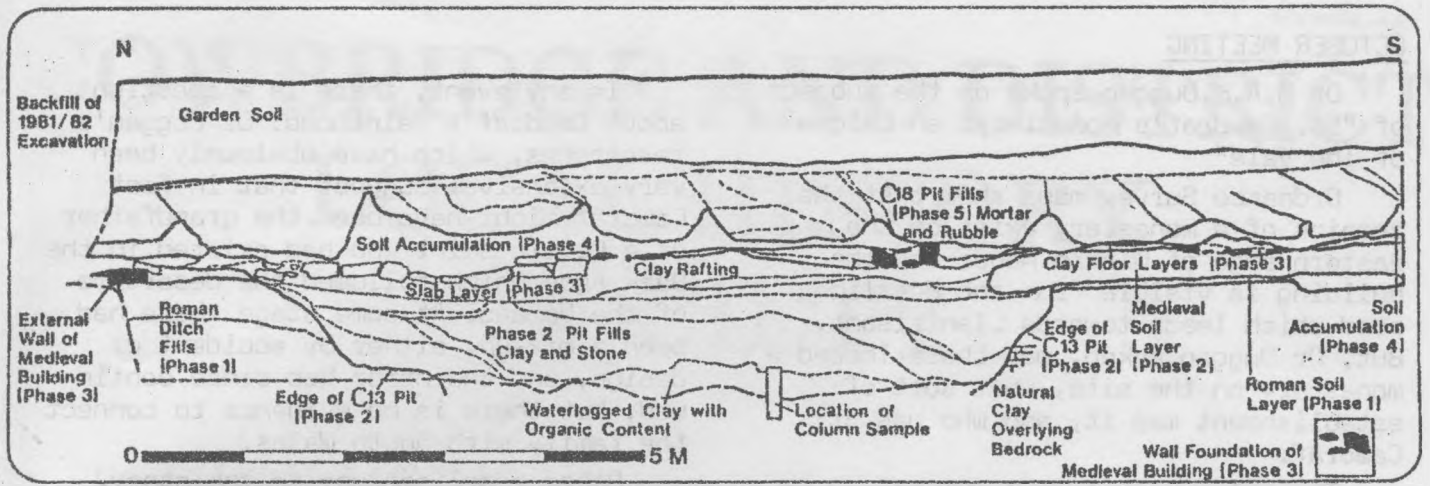 N
S
Backfill of
1961/82
Excavation
Garden Soil
C18 Pit Fills
[Phase 5] Mortar
and Rubble
Soil Accumulation [Phase 4]
Clay Rafting
Clay Floor Layers [Phase 3]
Slab Layer [Phase 3]
External
Wall of
Medieval
Building
[Phase 3]
Roman
Ditch
Fills
[Phase 1]
Phase 2 Pit Fills
Clay and Stone
Edge of C13 Pit
[Phase 2]
Waterlogged Clay with
Organic Content
Location of
Column Sample
Natural
Clay
Overlying
Bedrock
Edge of
C13 Pit
[Phase 2]
Medieval
Soil
Layer
[Phase 2]
Soil
Accumulation
[Phase 4]
Roman Soil
Layer [Phase 1]
Wall Foundation of
Medieval Building [Phase 3]
0 5 M